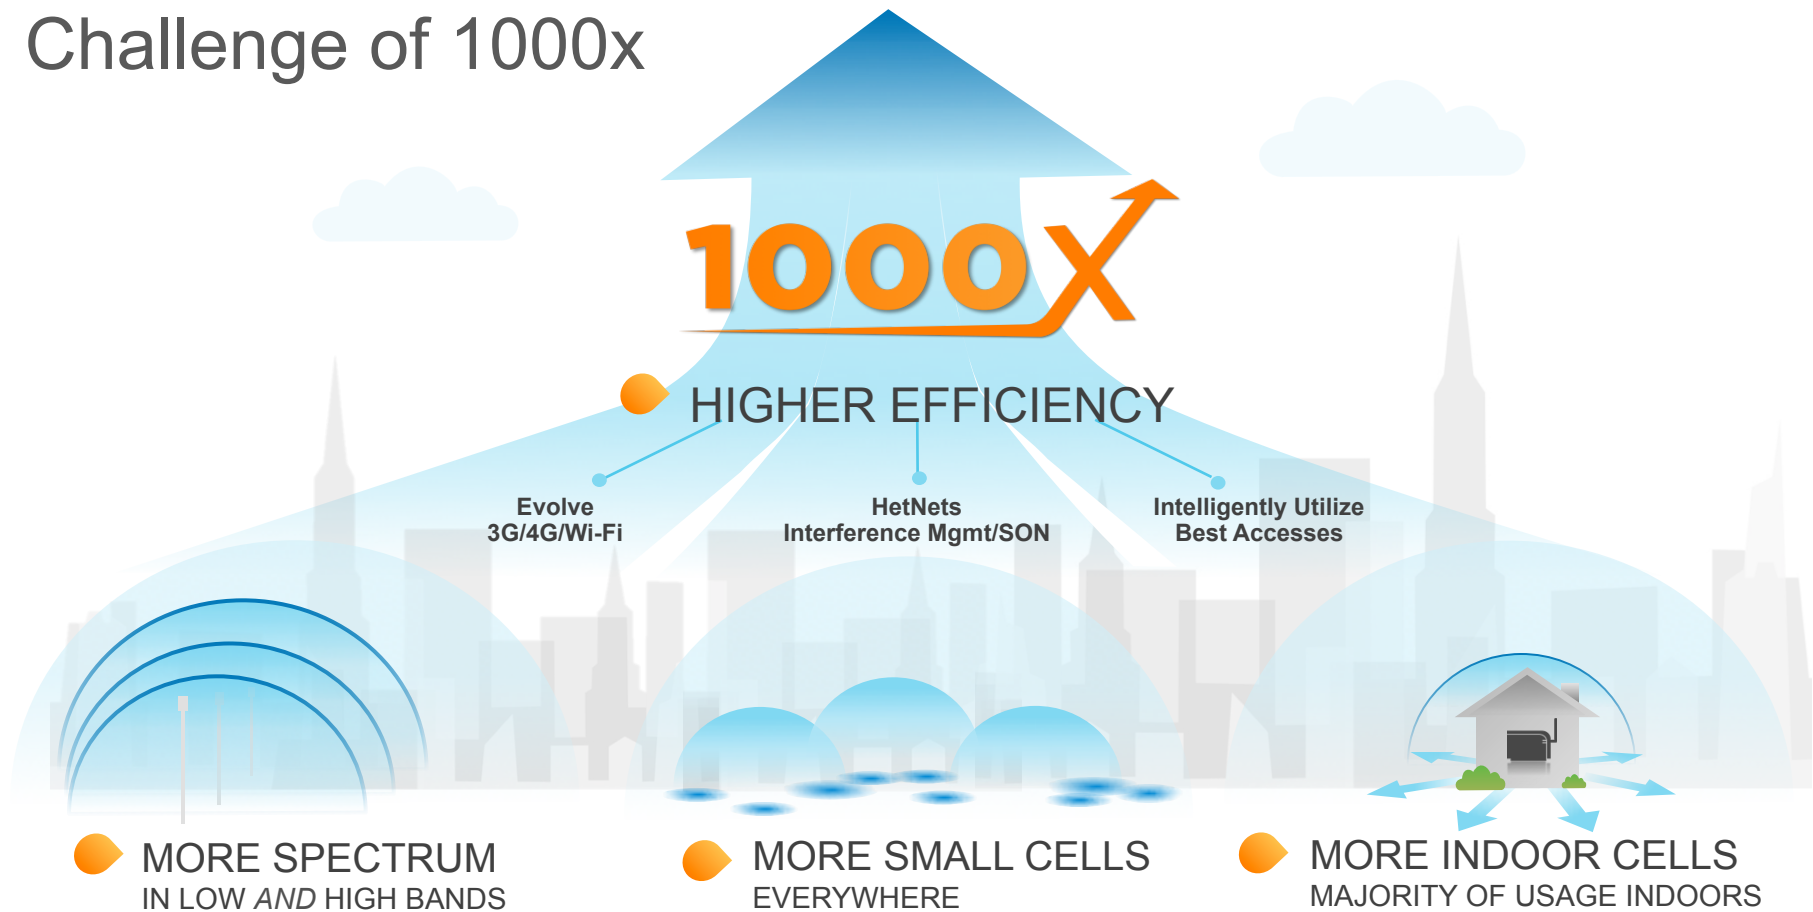 Challenge of 1000x
1000X
HIGHER EFFICIENCY
Evolve
3G/4G/Wi-Fi
HetNets
Interference Mgmt/SON
Intelligently Utilize
Best Accesses
MORE SPECTRUM
IN LOW AND HIGH BANDS
MORE SMALL CELLS
EVERYWHERE
MORE INDOOR CELLS
MAJORITY OF USAGE INDOORS